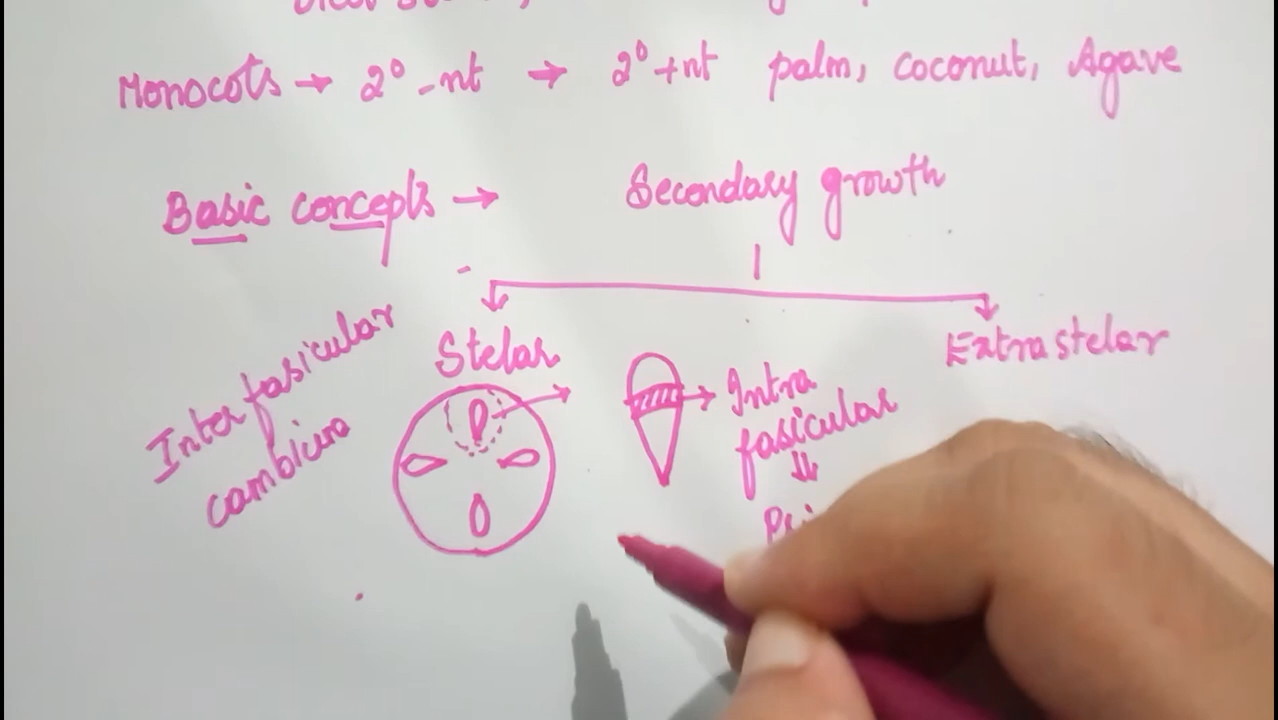 Monocots → 2° -nt → 2° +nt palm, coconut, Agave
Basic concepts → Secondary growth
Stelar
Extrastelar
Inter fasicular
cambium
Intra
fasicular